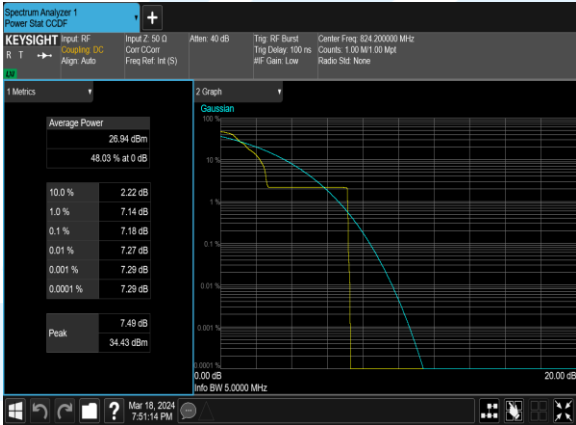 Spectrum Analyzer 1
Power Stat CCDF
+
KEYSIGHT
R T
LXI
Input: RF
Coupling: DC
Align: Auto
Input Z: 50 Ω
Corr CCorr
Freq Ref: Int (S)
Atten: 40 dB
Trig: RF Burst
Trig Delay: 100 ns
#IF Gain: Low
Center Freq: 824.200000 MHz
Counts: 1.00 M/1.00 Mpt
Radio Std: None
1 Metrics
Average Power
26.94 dBm
48.03 % at 0 dB
10.0 % 2.22 dB
1.0 % 7.14 dB
0.1 % 7.18 dB
0.01 % 7.27 dB
0.001 % 7.29 dB
0.0001 % 7.29 dB
Peak
7.49 dB
34.43 dBm
2 Graph
Gaussian
100 %
10 %
1 %
0.1 %
0.01 %
0.001 %
0.0001 %
0.00 dB 20.00 dB
Info BW 5.0000 MHz
?
Mar 18, 2024
7:51:14 PM